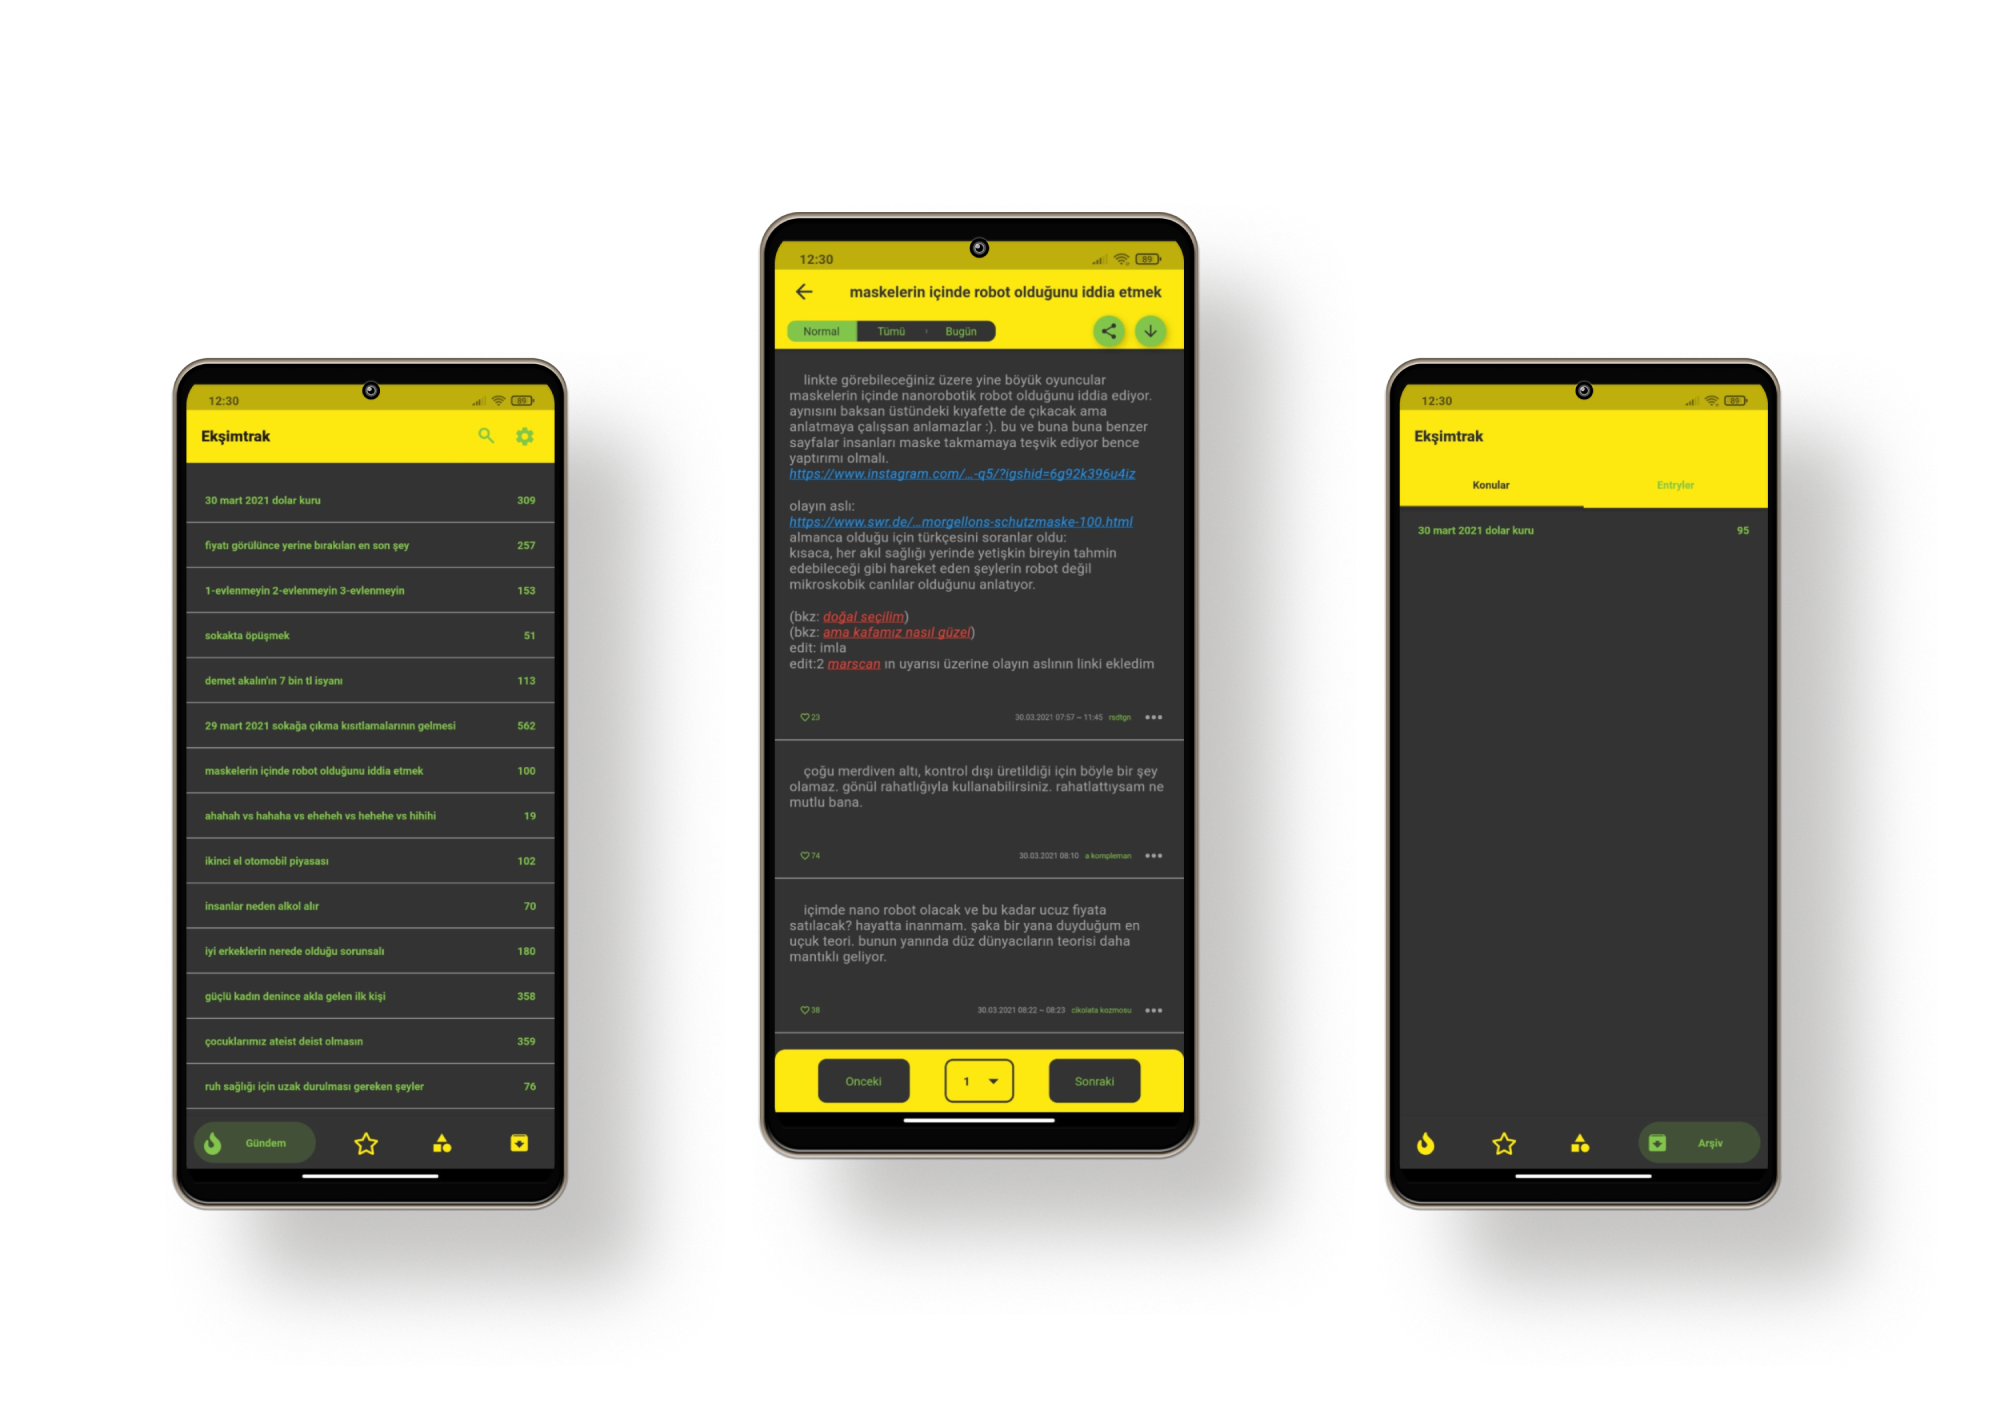 12:30
89
Ekşimtrak
30 mart 2021 dolar kuru 309
fiyatı görülünce yerine bırakılan en son şey 257
1-evlenmeyin 2-evlenmeyin 3-evlenmeyin 153
sokakta öpüşmek 51
demet akalın'ın 7 bin tl isyanı 113
29 mart 2021 sokağa çıkma kısıtlamalarının gelmesi 562
maskelerin içinde robot olduğunu iddia etmek 100
ahahah vs hahaha vs eheheh vs hehehe vs hihihi 19
ikinci el otomobil piyasası 102
insanlar neden alkol alır 70
iyi erkeklerin nerede olduğu sorunsalı 180
güçlü kadın denince akla gelen ilk kişi 358
çocuklarımız ateist deist olmasın 359
ruh sağlığı için uzak durulması gereken şeyler 76
Gündem
12:30
89
maskelerin içinde robot olduğunu iddia etmek
Normal Tümü Bugün
linkte görebileceğiniz üzere yine böyük oyuncular
maskelerin içinde nanorobotik robot olduğunu iddia ediyor.
aynısını baksan üstündeki kıyafette de çıkacak ama
anlatmaya çalışsan anlamazlar :). bu ve buna buna benzer
sayfalar insanları maske takmamaya teşvik ediyor bence
yaptırımı olmalı.
https://www.instagram.com/…-q5/?igshid=6g92k396u4iz
olayın aslı:
https://www.swr.de/…morgellons-schutzmaske-100.html
almanca olduğu için türkçesini soranlar oldu:
kısaca, her akıl sağlığı yerinde yetişkin bireyin tahmin
edebileceği gibi hareket eden şeylerin robot değil
mikroskobik canlılar olduğunu anlatıyor.
(bkz: doğal seçilim)
(bkz: ama kafamız nasıl güzel)
edit: imla
edit:2 marscan ın uyarısı üzerine olayın aslının linki ekledim
23 30.03.2021 07:57 ~ 11:45 rsdtgn
çoğu merdiven altı, kontrol dışı üretildiği için böyle bir şey
olamaz. gönül rahatlığıyla kullanabilirsiniz. rahatlattıysam ne
mutlu bana.
74 30.03.2021 08:10 a kompleman
içimde nano robot olacak ve bu kadar ucuz fiyata
satılacak? hayatta inanmam. şaka bir yana duyduğum en
uçuk teori. bunun yanında düz dünyacıların teorisi daha
mantıklı geliyor.
38 30.03.2021 08:22 ~ 08:23 cikolata kozmosu
Onceki 1 Sonraki
12:30
89
Ekşimtrak
Konular Entryler
30 mart 2021 dolar kuru 95
Arşiv